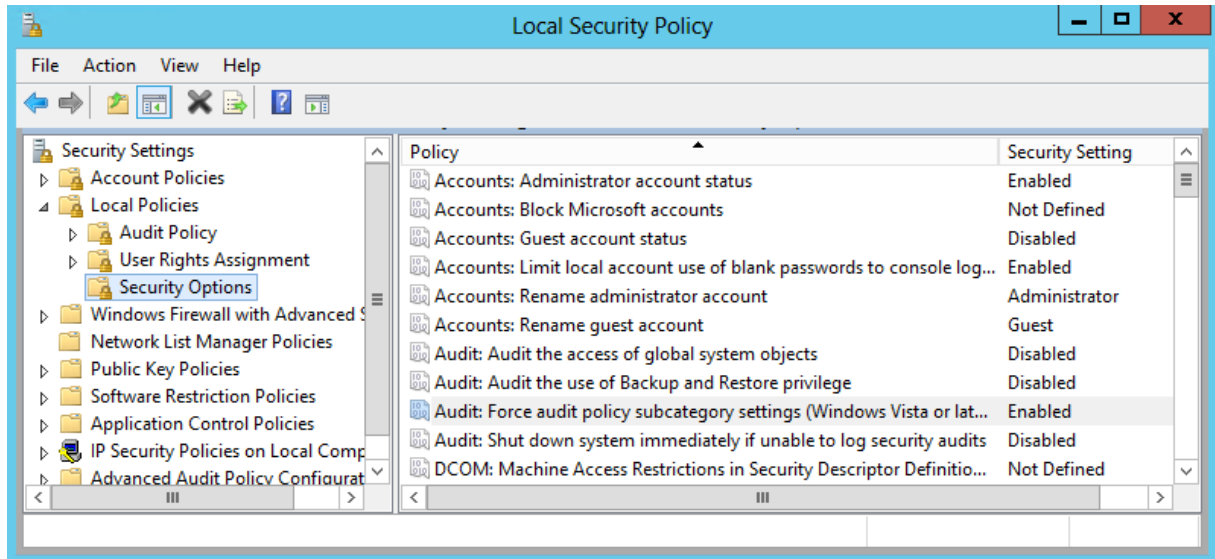 Local Security Policy
File Action View Help
Security Settings
Account Policies
Local Policies
Audit Policy
User Rights Assignment
Security Options
Windows Firewall with Advanced S
Network List Manager Policies
Public Key Policies
Software Restriction Policies
Application Control Policies
IP Security Policies on Local Comp
Advanced Audit Policy Configurat
Policy Security Setting
Accounts: Administrator account status Enabled
Accounts: Block Microsoft accounts Not Defined
Accounts: Guest account status Disabled
Accounts: Limit local account use of blank passwords to console log... Enabled
Accounts: Rename administrator account Administrator
Accounts: Rename guest account Guest
Audit: Audit the access of global system objects Disabled
Audit: Audit the use of Backup and Restore privilege Disabled
Audit: Force audit policy subcategory settings (Windows Vista or lat... Enabled
Audit: Shut down system immediately if unable to log security audits Disabled
DCOM: Machine Access Restrictions in Security Descriptor Definitio... Not Defined